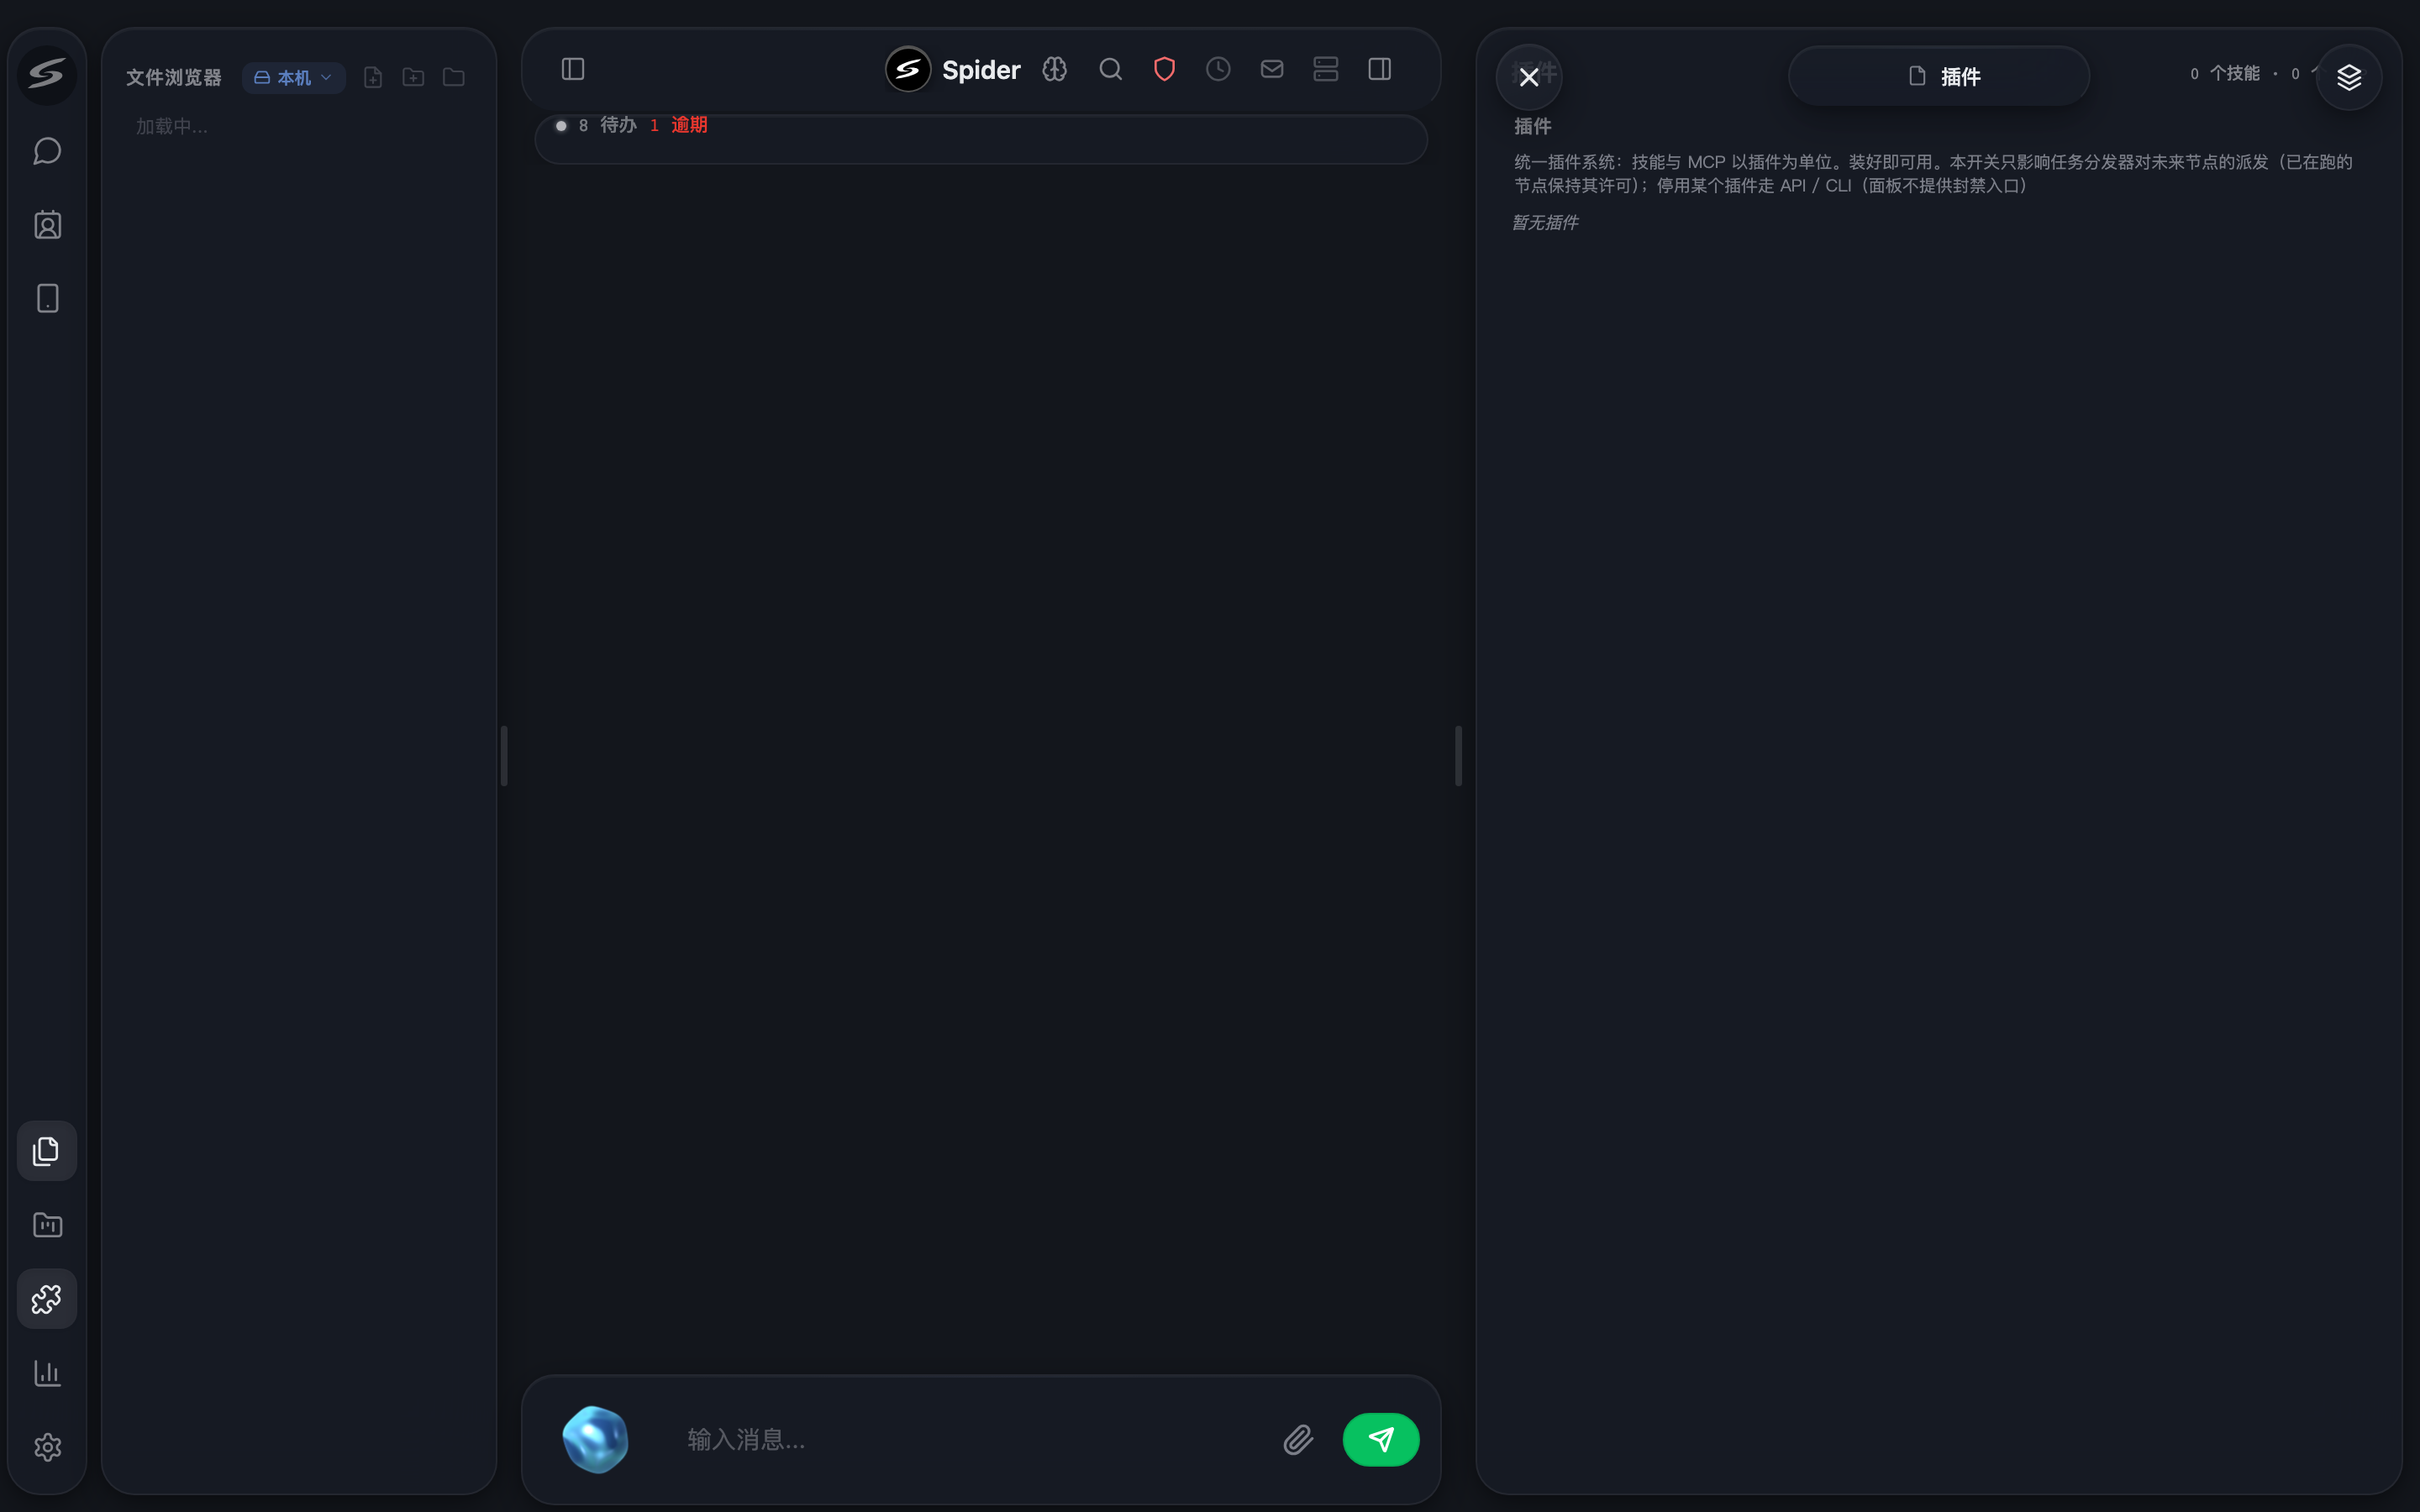 文件浏览器 本机
加载中...
Spider
8 待办 1 逾期
输入消息...
插件
0 个技能 · 0
插件
统一插件系统：技能与 MCP 以插件为单位。装好即可用。本开关只影响任务分发器对未来节点的派发（已在跑的
节点保持其许可）；停用某个插件走 API / CLI（面板不提供封禁入口）
暂无插件